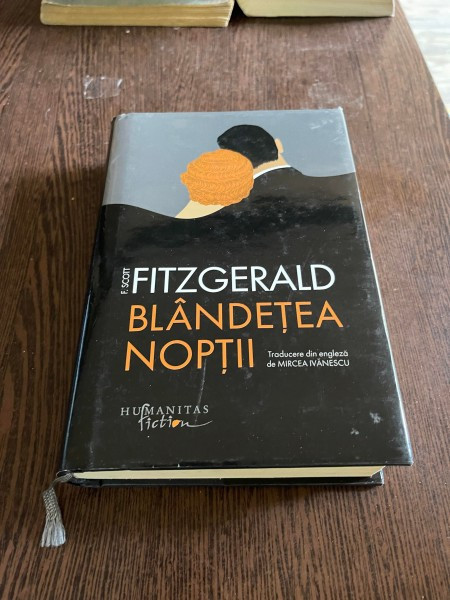 F. SCOTT
FITZGERALD
BLÂNDEȚEA
NOPȚII
Traducere din engleză
de MIRCEA IVĂNESCU
HUMANITAS
fiction